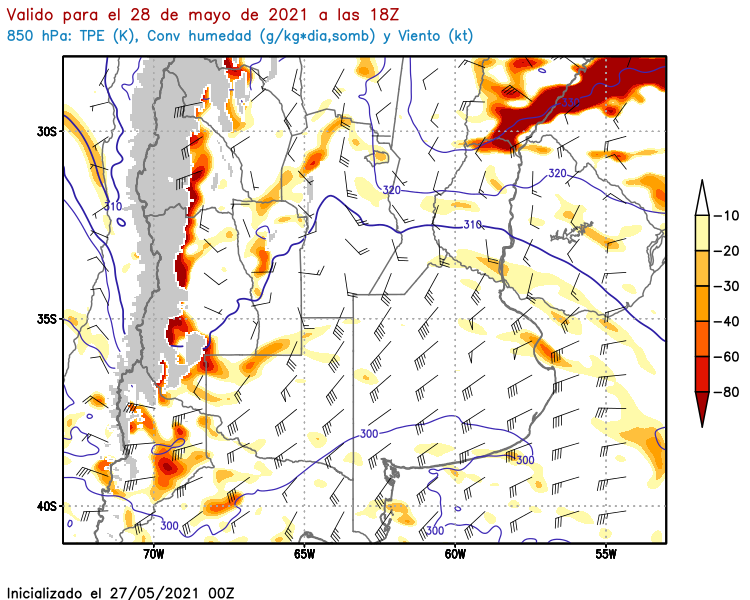 Valido para el 28 de mayo de 2021 a las 18Z
850 hPa: TPE (K), Conv humedad (g/kg*dia,somb) y Viento (kt)
300
30S
320
320
310
310
-10
-20
-30
-40
-60
-80
35S
300
300
40S
300
300
70W
65W
60W
55W
Inicializado el 27/05/2021 00Z